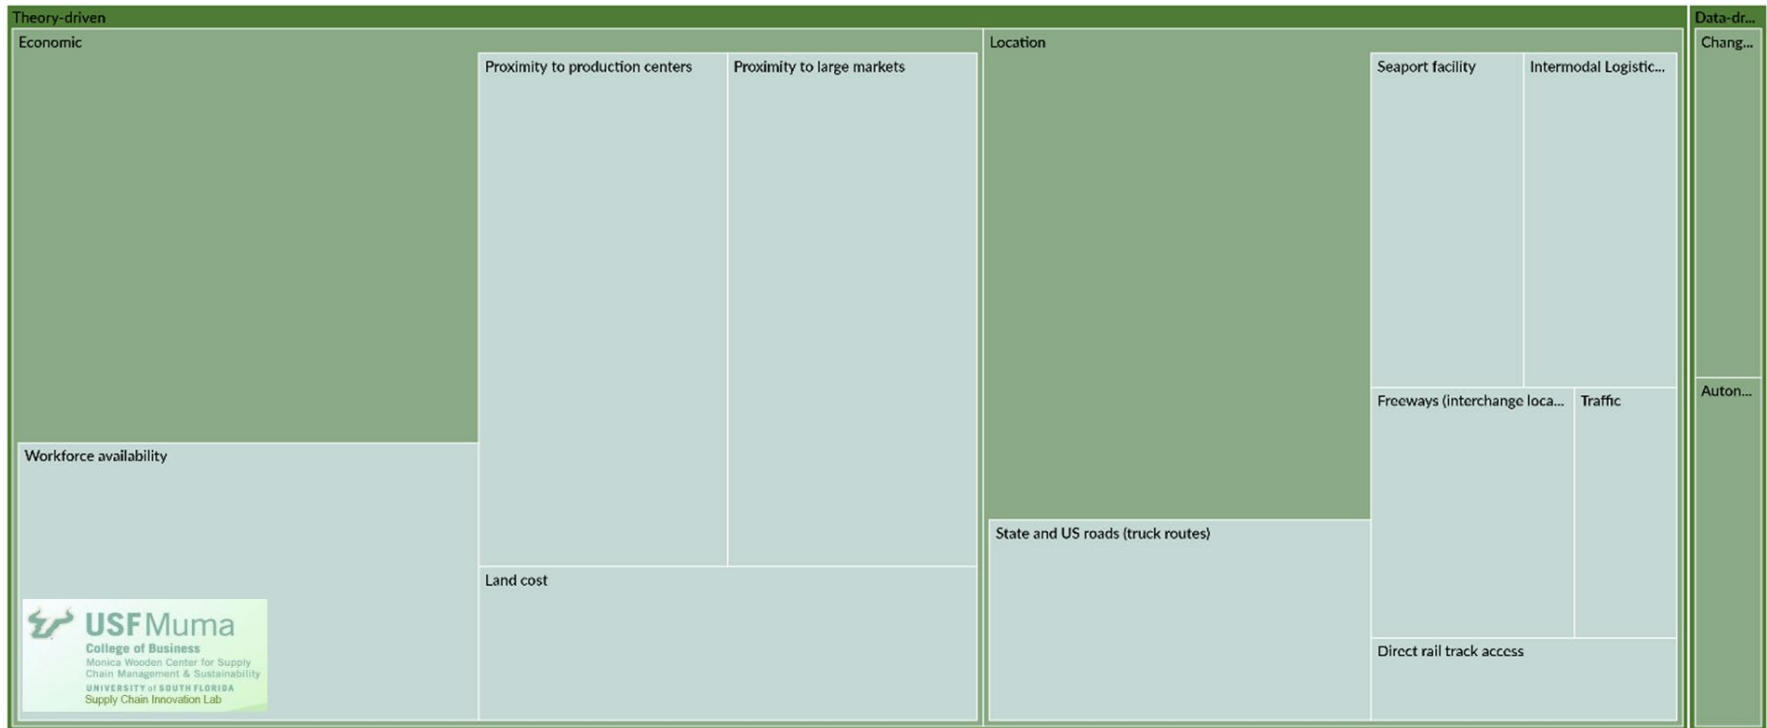 Theory-driven
Data-dr...
Economic
Location
Chang...
Proximity to production centers
Proximity to large markets
Seaport facility
Intermodal Logistic...
Freeways (interchange loca...
Traffic
Auton...
Workforce availability
State and US roads (truck routes)
Land cost
Direct rail track access
USF Muma
College of Business
Monica Wooden Center for Supply
Chain Management & Sustainability
UNIVERSITY of SOUTH FLORIDA
Supply Chain Innovation Lab